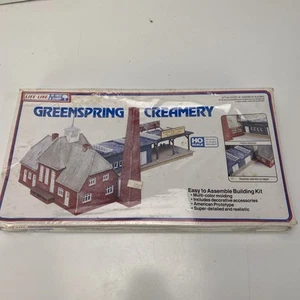 LIFE-LIKE
GREENSPRING CREAMERY
HO
Easy to Assemble Building Kit
• Multi-color molding
• Includes decorative accessories
• American Prototype
• Super-detailed and realistic